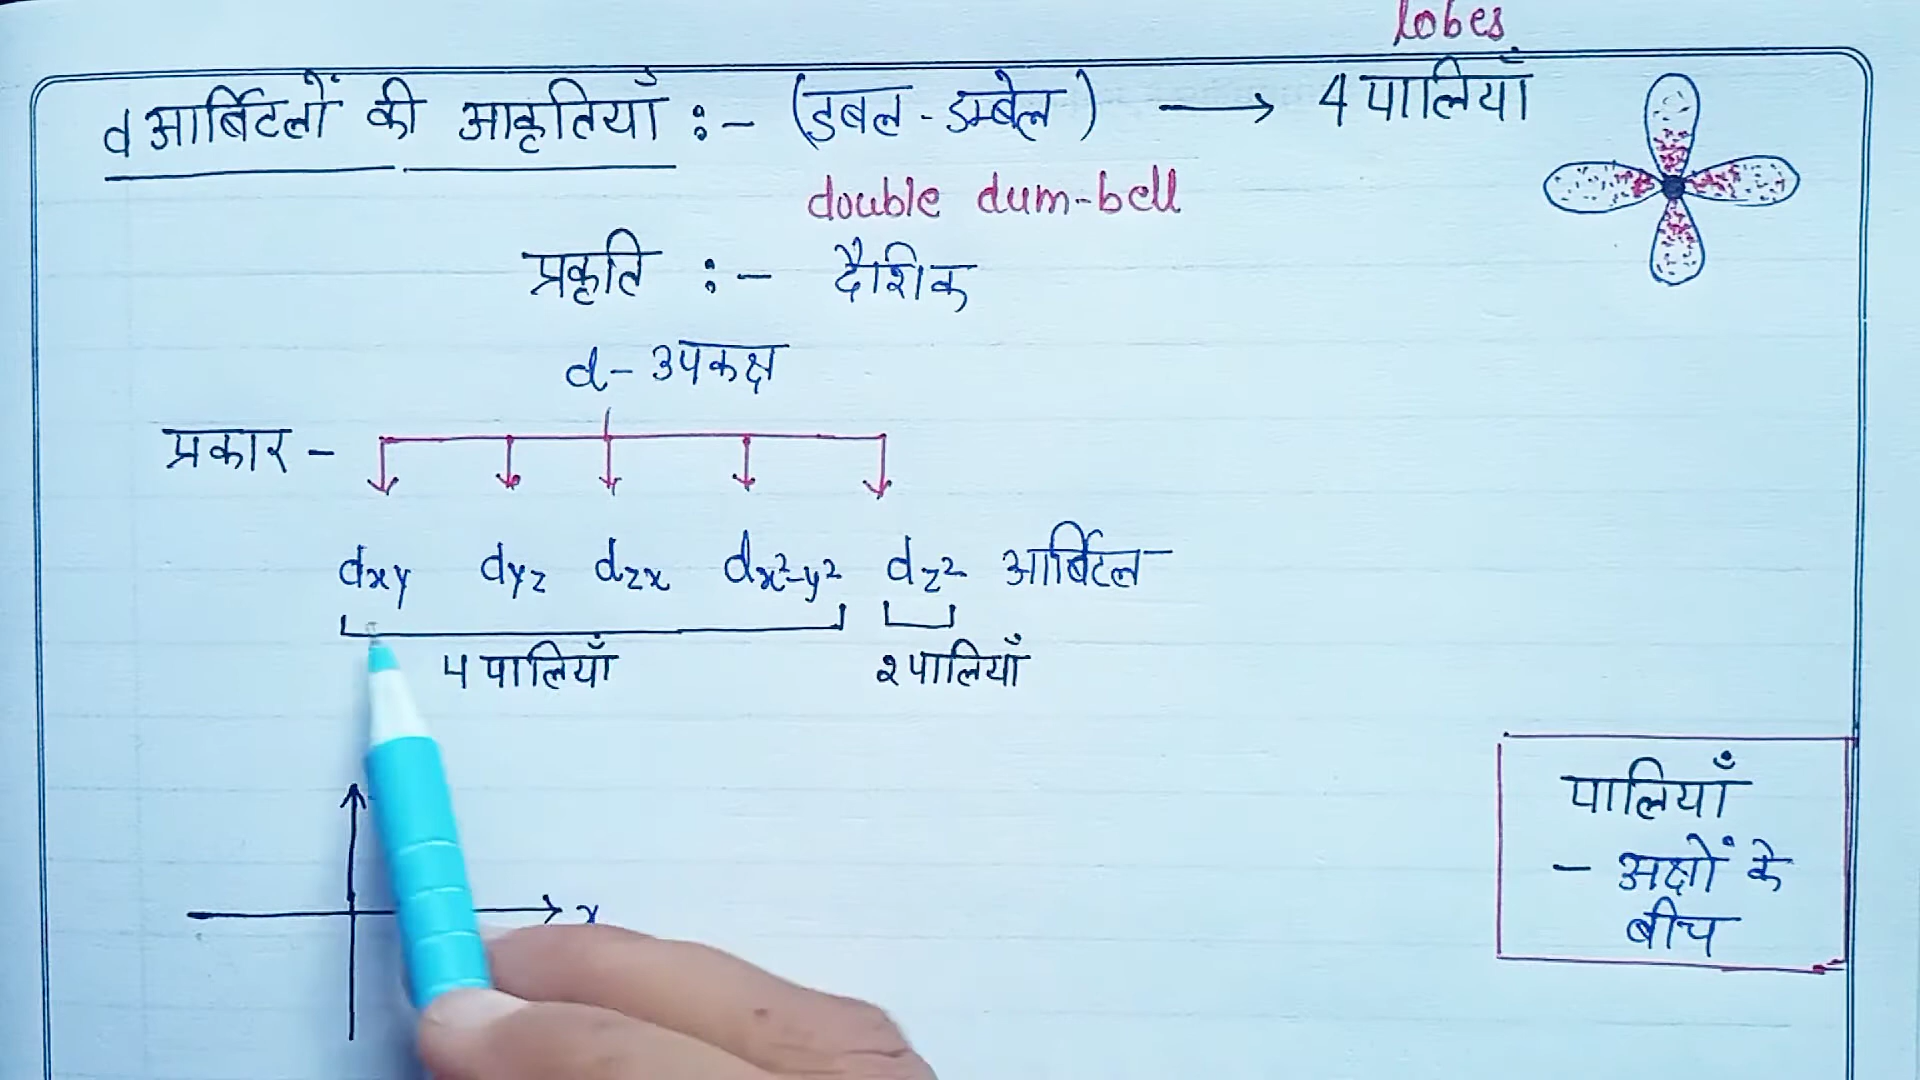 lobes
d आर्बिटलों की आकृतियाँ :- (डबल-डम्बेल) → 4 पालियाँ
double dum-bell
प्रकृति :- दैशिक
d- उपकक्ष
प्रकार -
dxy dyz dzx dx²-y² dz² आर्बिटल
4 पालियाँ 2 पालियाँ
x
पालियाँ
- अक्षों के
बीच